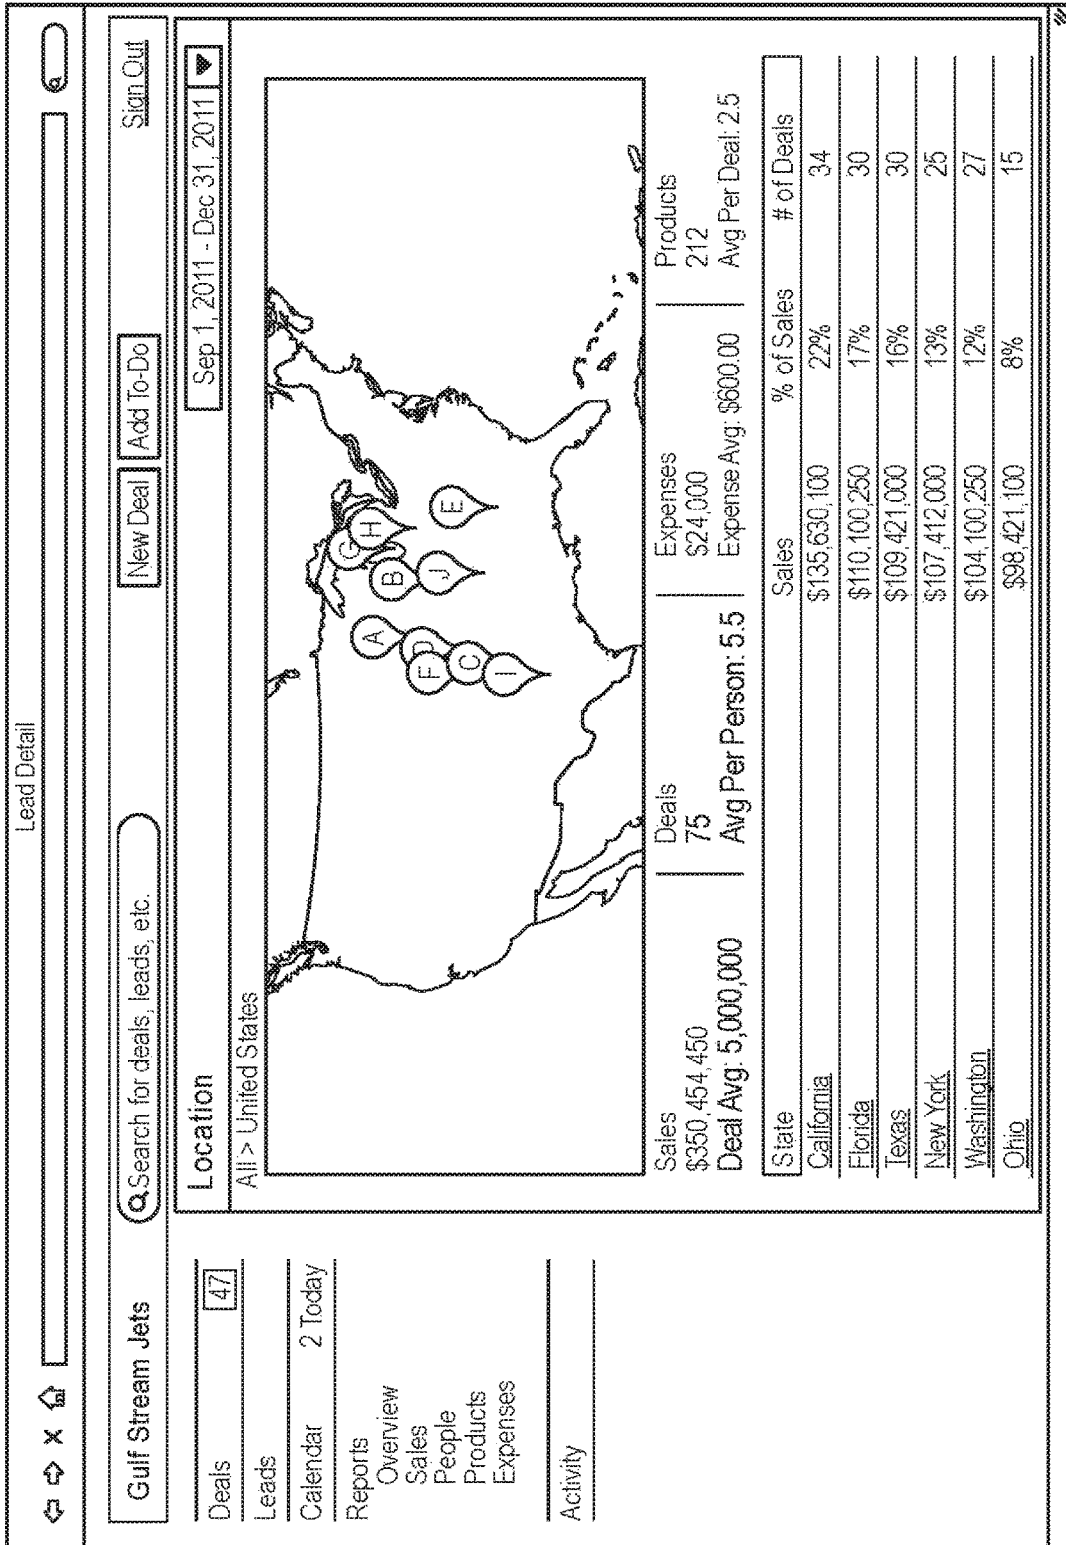 Lead Detail
Gulf Stream Jets
Search for deals, leads, etc.
New Deal
Add To-Do
Sign Out
Deals 47
Leads
Calendar 2 Today
Reports
Overview
Sales
People
Products
Expenses
Activity
Location
Sep 1, 2011 - Dec 31, 2011
All > United States
A
B
C
D
E
F
G
H
I
J
Sales
$350,454,450
Deal Avg: 5,000,000
Deals
75
Avg Per Person: 5.5
Expenses
$24,000
Expense Avg: $600.00
Products
212
Avg Per Deal: 2.5
State Sales % of Sales # of Deals
California $135,630,100 22% 34
Florida $110,100,250 17% 30
Texas $109,421,000 16% 30
New York $107,412,000 13% 25
Washington $104,100,250 12% 27
Ohio $98,421,100 8% 15